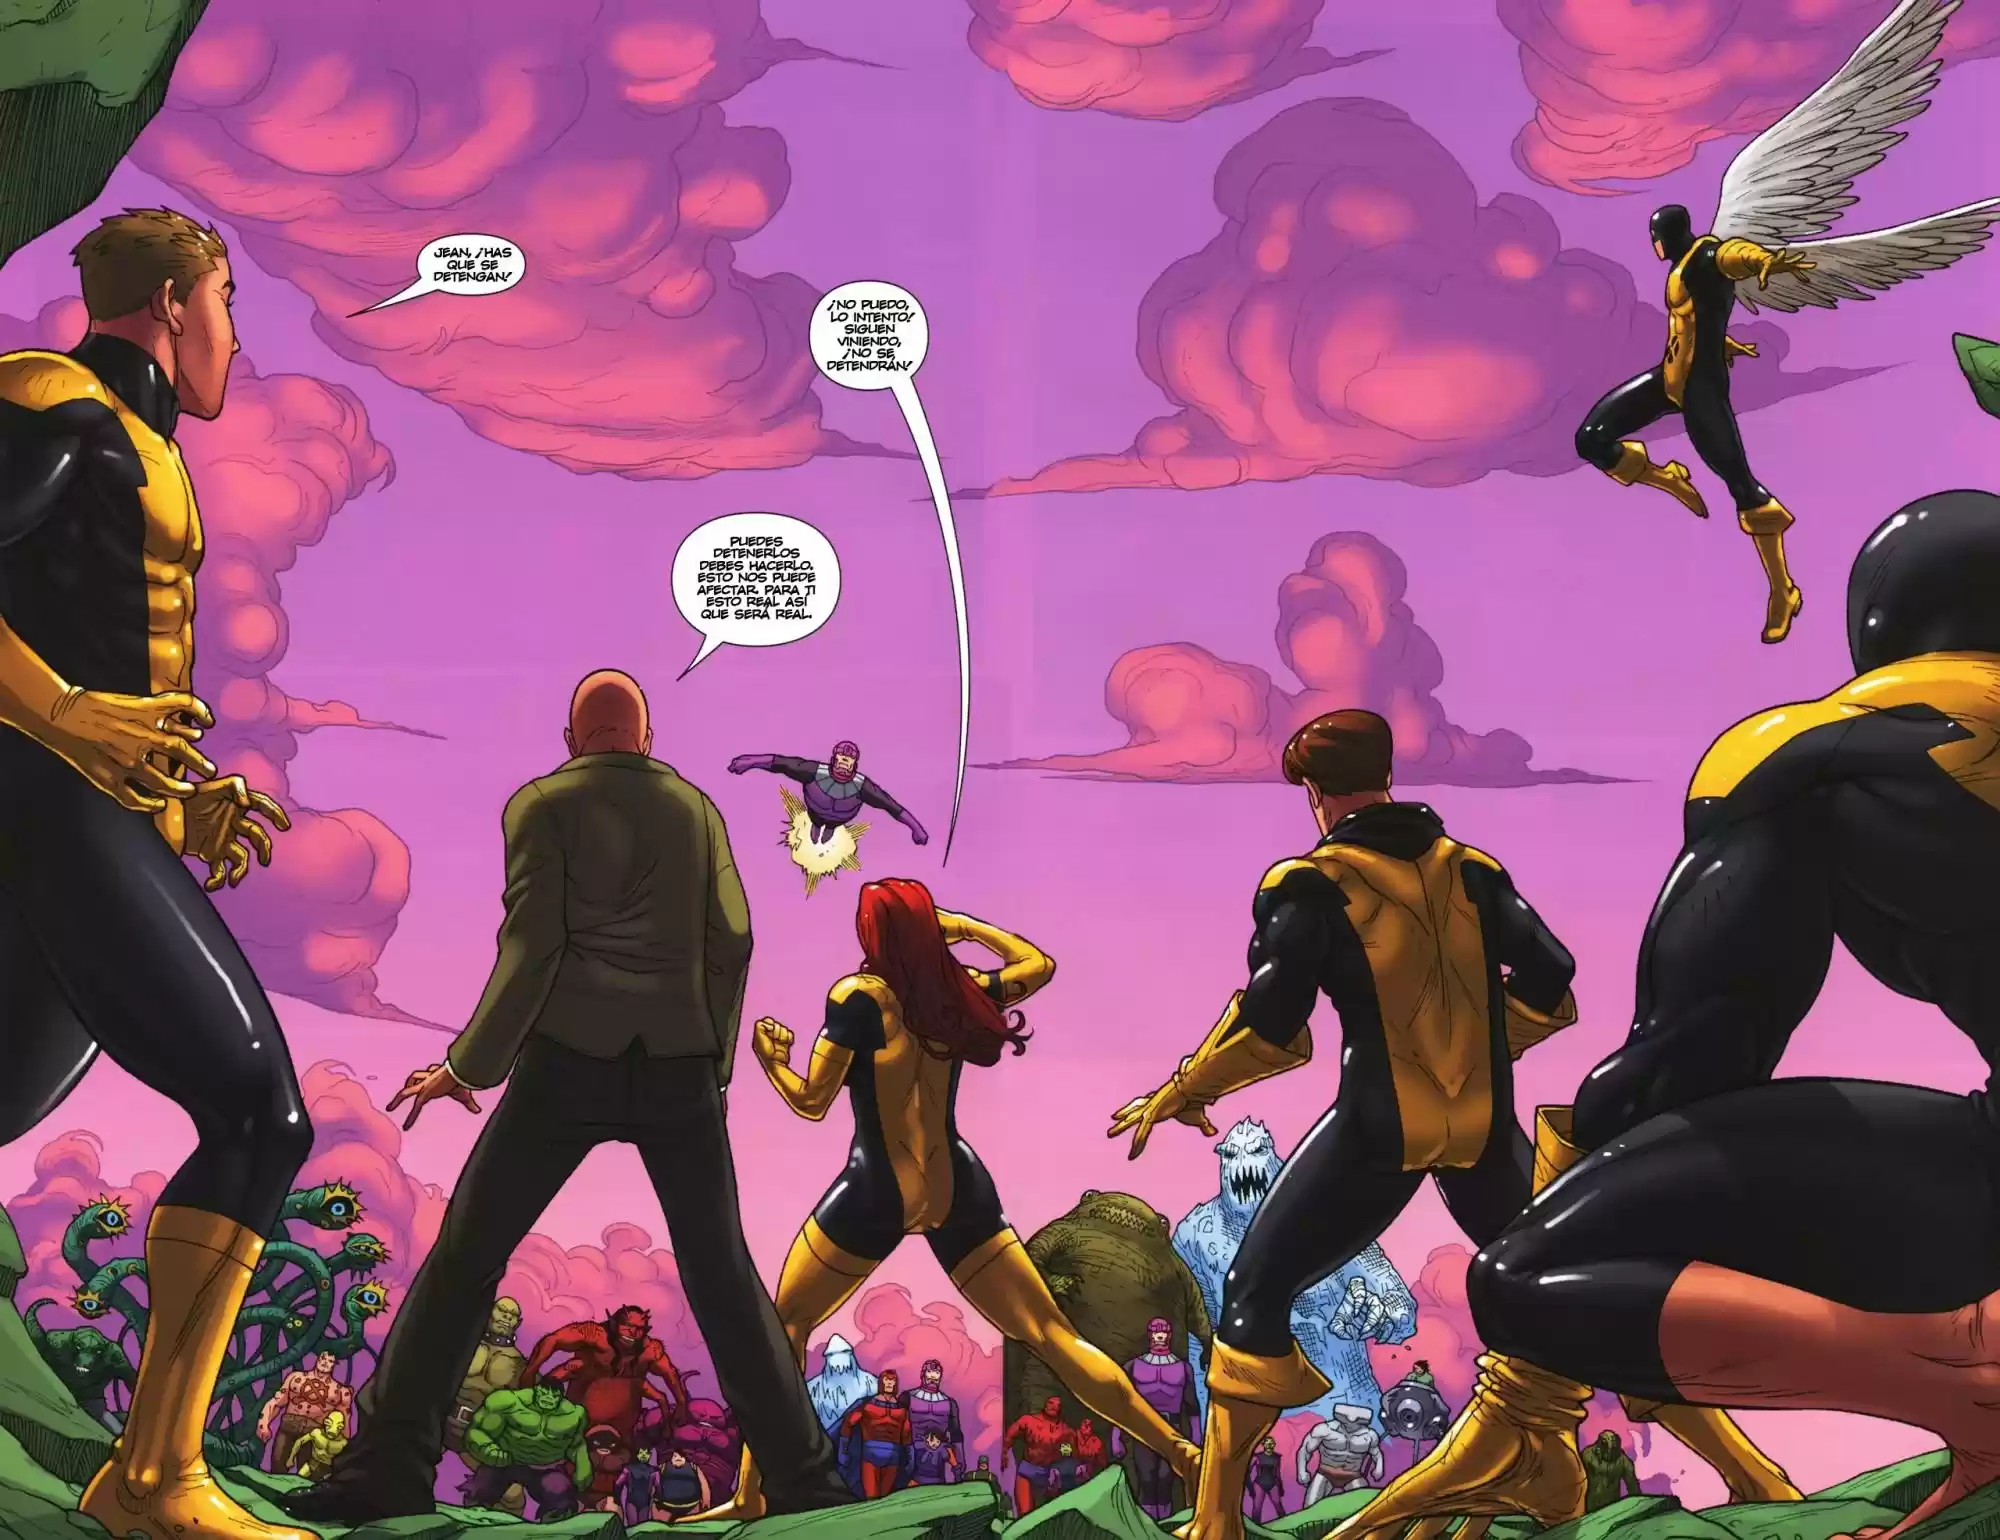 JEAN, ¡HAS
QUE SE
DETENGAN!
¡NO PUEDO,
LO INTENTO!
SIGUEN
VINIENDO,
¡NO SE
DETENDRÁN!
PUEDES
DETENERLOS
DEBES HACERLO.
ESTO NOS PUEDE
AFECTAR. PARA TI
ESTO REAL ASÍ
QUE SERÁ REAL.